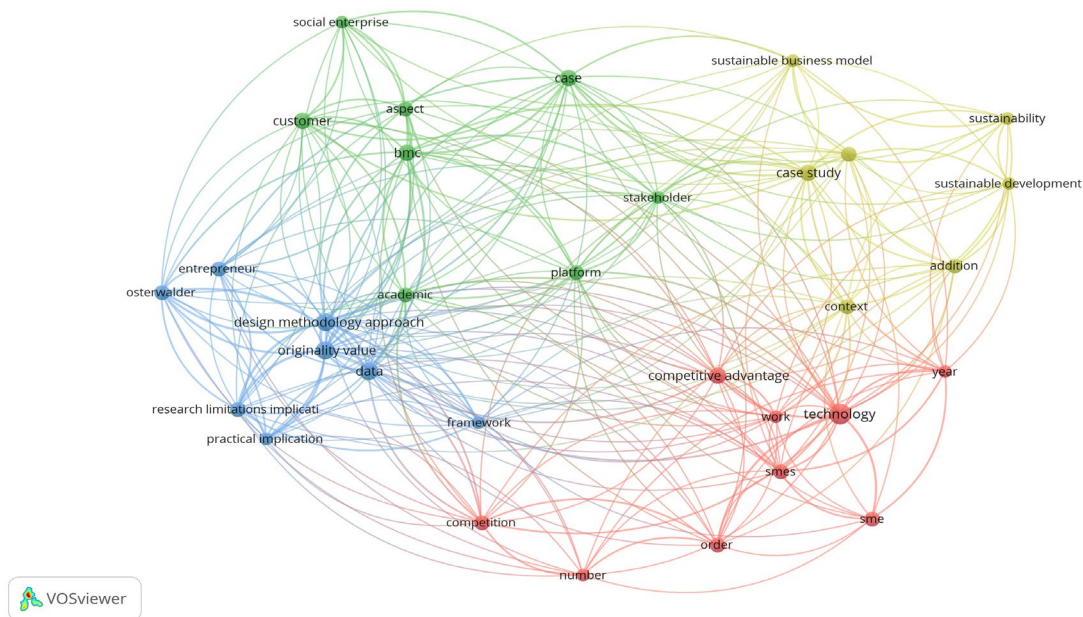 social enterprise
sustainable business model
case
aspect
customer
sustainability
bmc
case study
sustainable development
stakeholder
entrepreneur
platform
addition
osterwalder
academic
context
design methodology approach
originality value
data
competitive advantage
year
research limitations implicati
work
technology
framework
practical implication
smes
competition
sme
order
number
VOSviewer